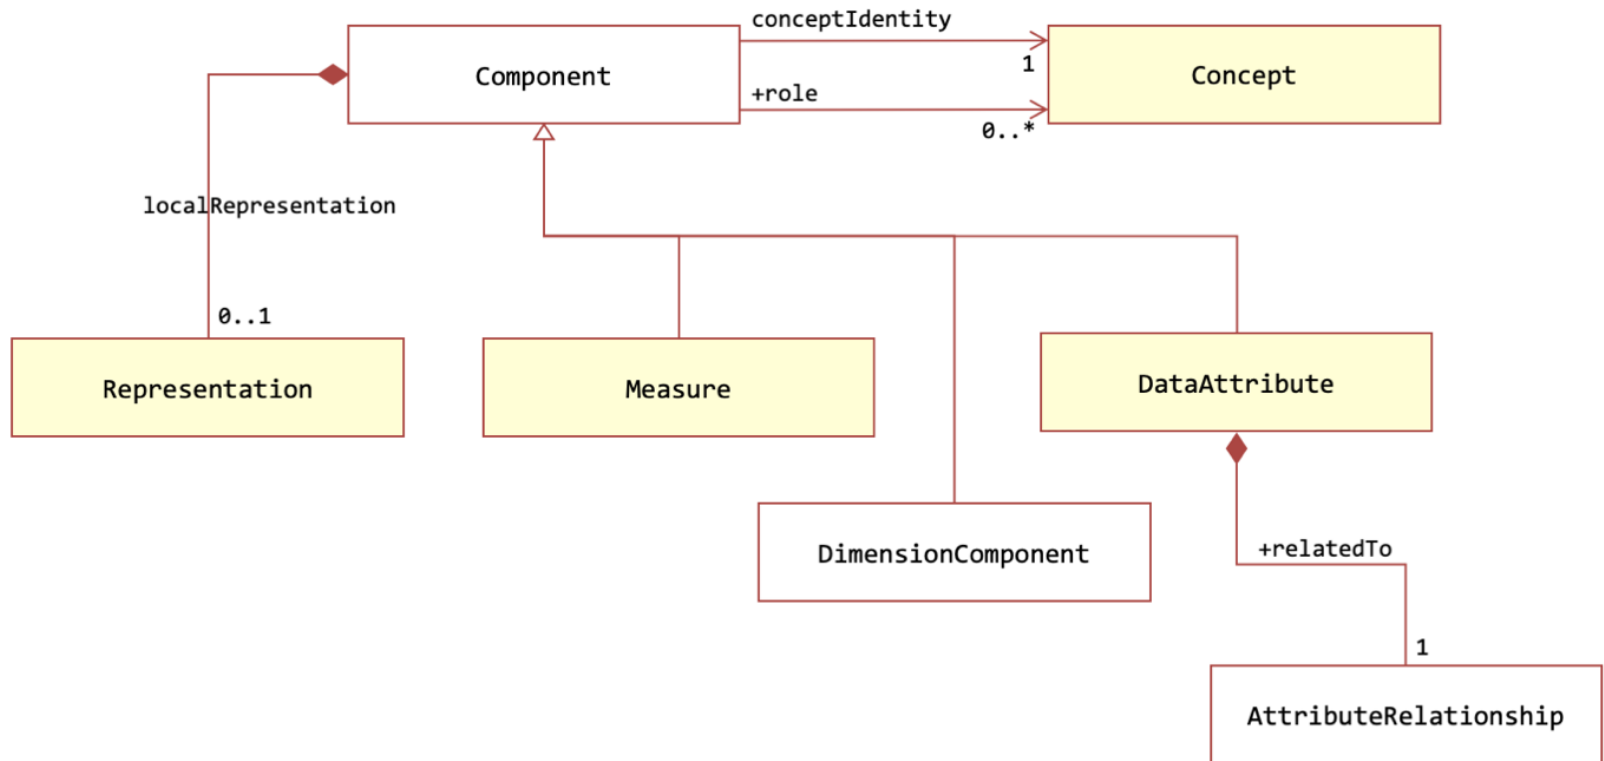 conceptIdentity
Component
1
Concept
+role
0..*
localRepresentation
0..1
Representation
Measure
DataAttribute
DimensionComponent
+relatedTo
1
AttributeRelationship